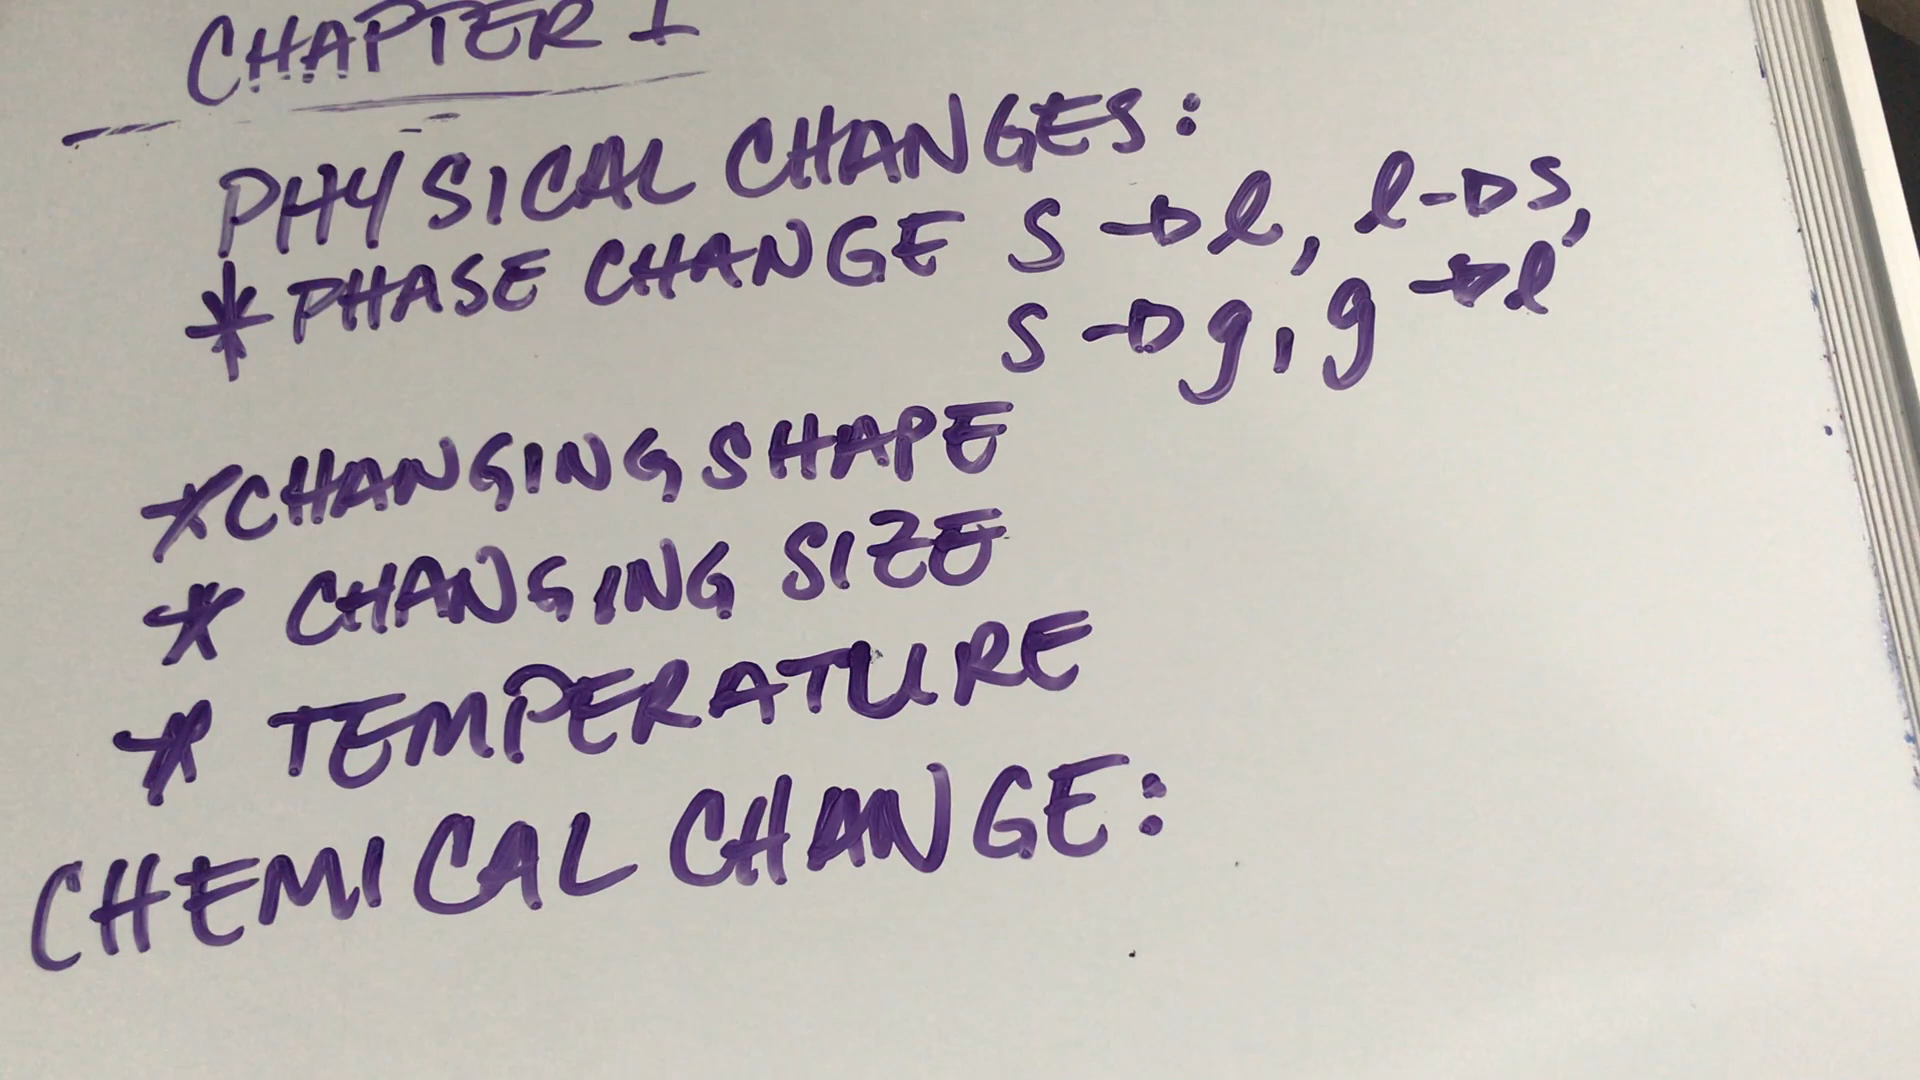 CHAPTER 1
PHYSICAL CHANGES:
* PHASE CHANGE S → l, l → S,
S → g, g → l
* CHANGING SHAPE
* CHANGING SIZE
* TEMPERATURE
CHEMICAL CHANGE: